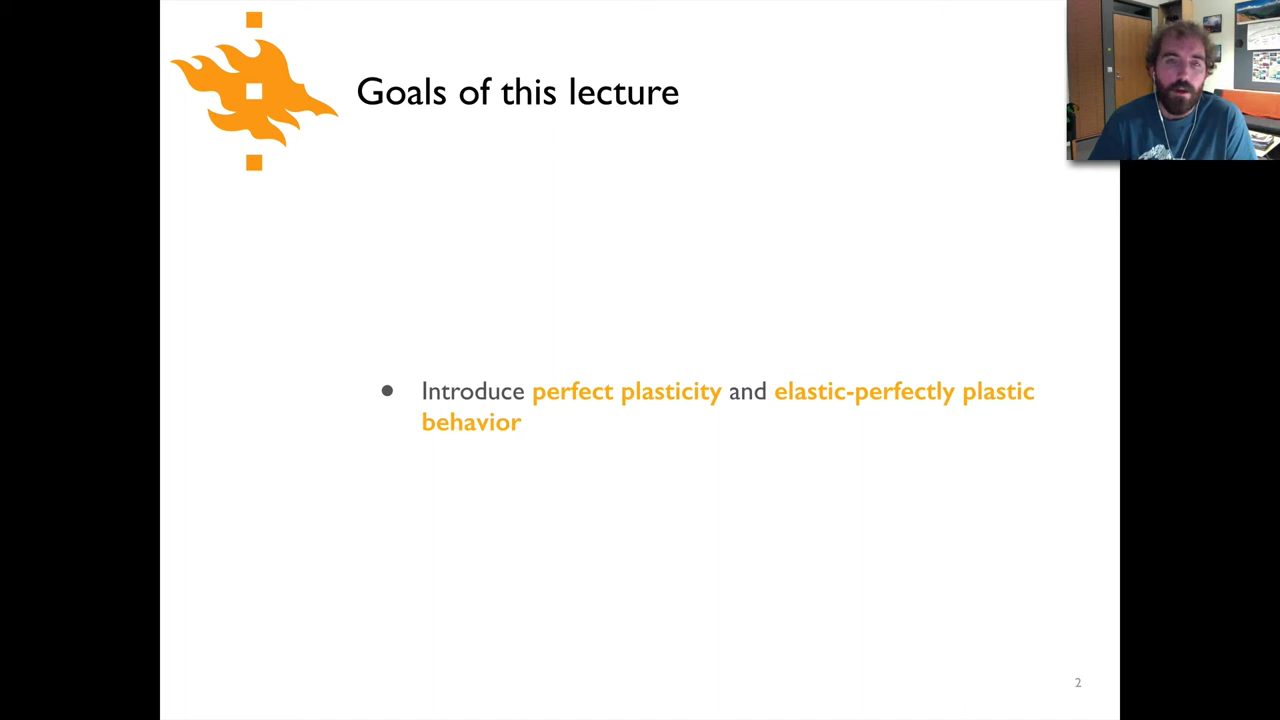 Goals of this lecture
● Introduce perfect plasticity and elastic-perfectly plastic
behavior
2